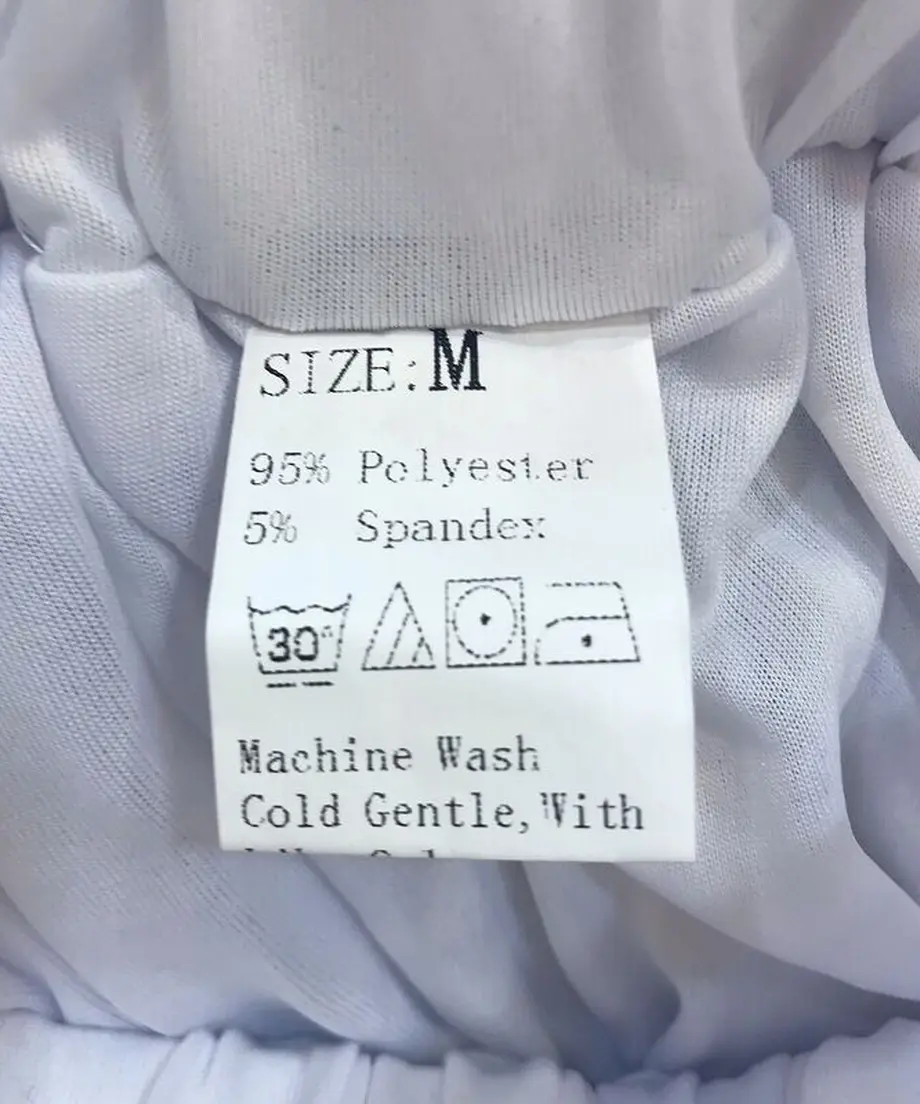 SIZE:M
95% Polyester
5% Spandex
30°
Machine Wash
Cold Gentle, With